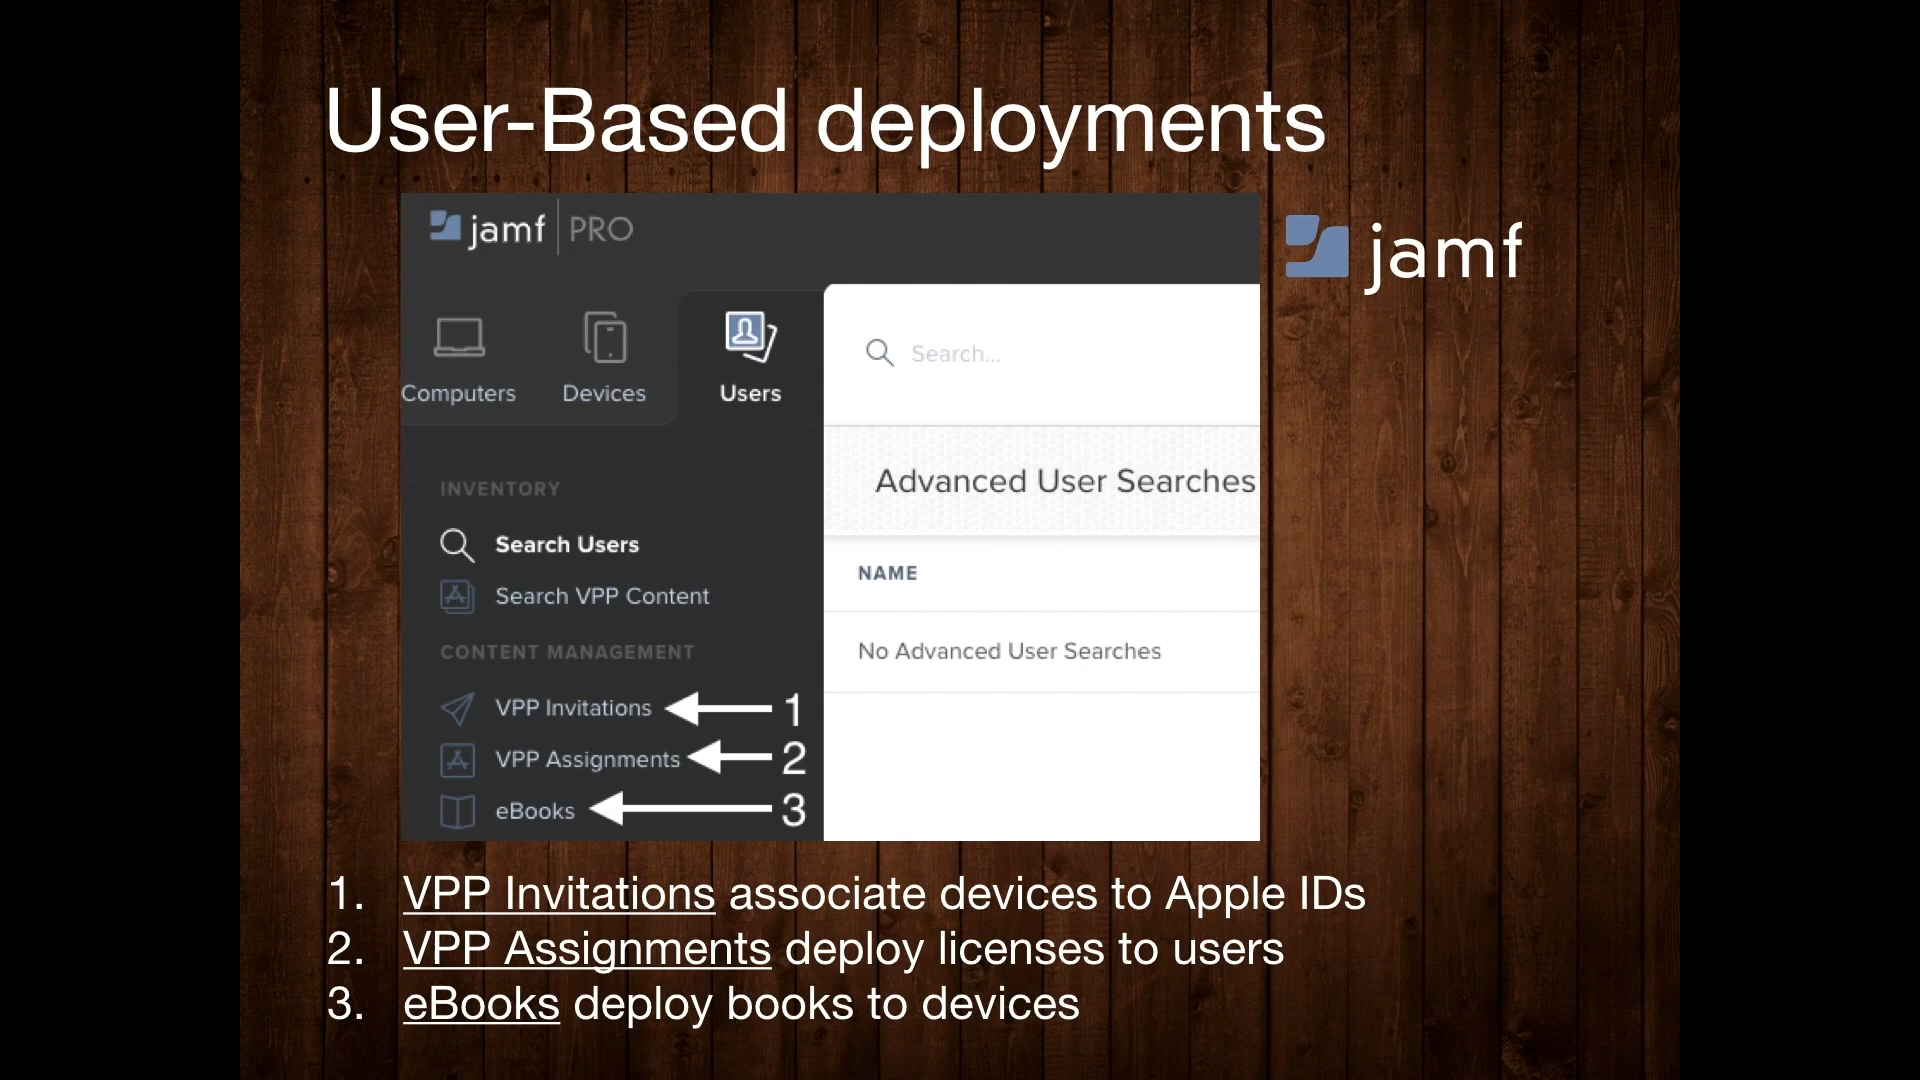 User-Based deployments
jamf PRO
jamf
Computers
Devices
Users
Search...
INVENTORY
Advanced User Searches
Search Users
NAME
Search VPP Content
CONTENT MANAGEMENT
No Advanced User Searches
VPP Invitations 1
VPP Assignments 2
eBooks 3
1. VPP Invitations associate devices to Apple IDs
2. VPP Assignments deploy licenses to users
3. eBooks deploy books to devices